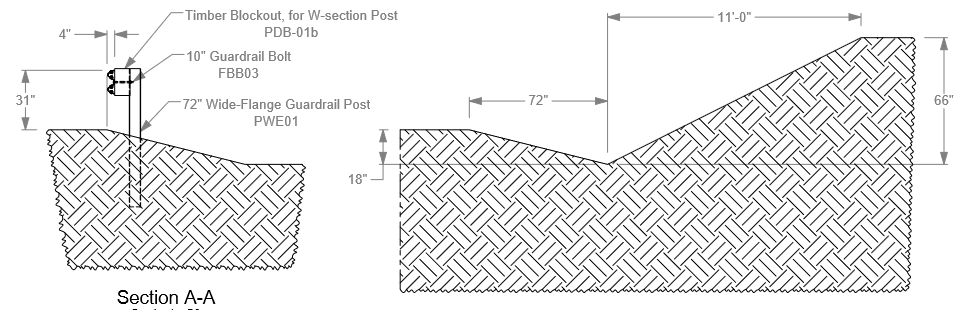 Timber Blockout, for W-section Post
PDB-01b
4"
10" Guardrail Bolt
FBB03
31"
72" Wide-Flange Guardrail Post
PWE01
Section A-A
11'-0"
72"
66"
18"